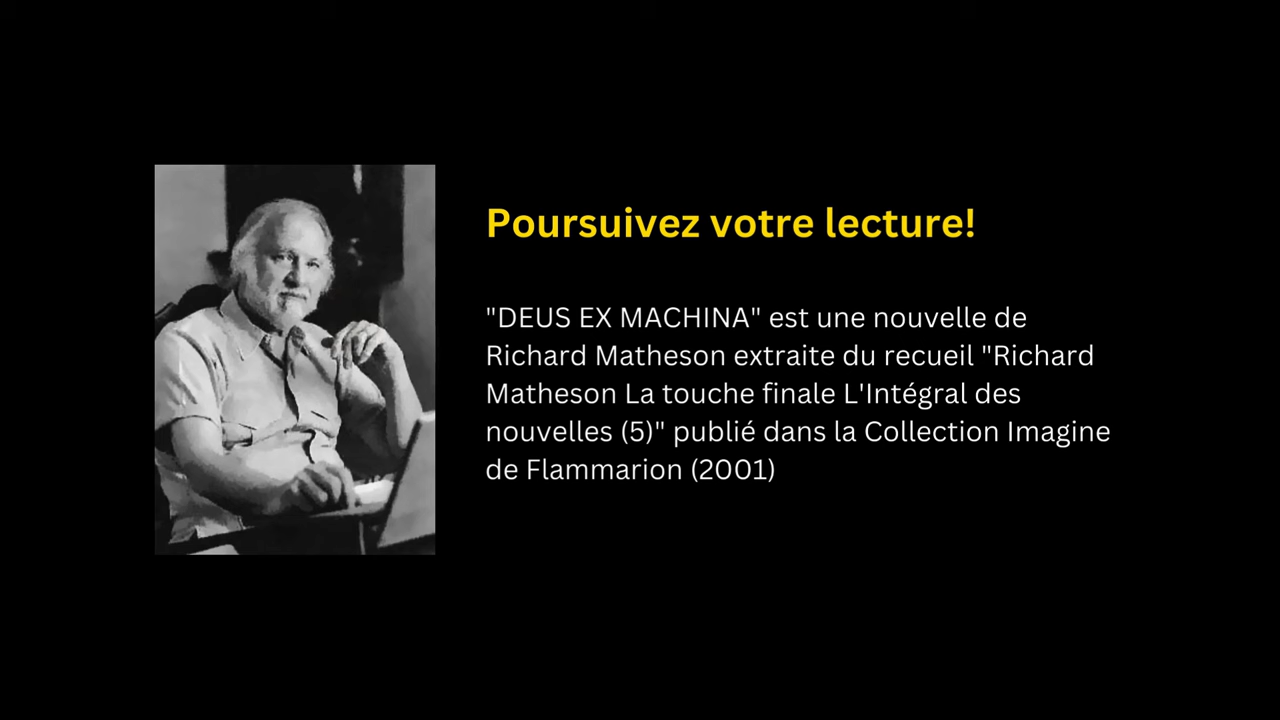 Poursuivez votre lecture!
"DEUS EX MACHINA" est une nouvelle de
Richard Matheson extraite du recueil "Richard
Matheson La touche finale L'Intégral des
nouvelles (5)" publié dans la Collection Imagine
de Flammarion (2001)